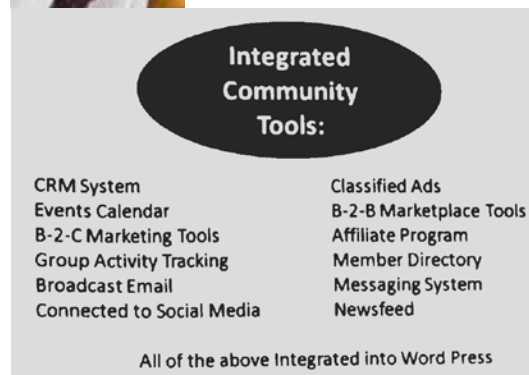 Integrated
Community
Tools:
CRM System
Events Calendar
B-2-C Marketing Tools
Group Activity Tracking
Broadcast Email
Connected to Social Media
Classified Ads
B-2-B Marketplace Tools
Affiliate Program
Member Directory
Messaging System
Newsfeed
All of the above Integrated into Word Press